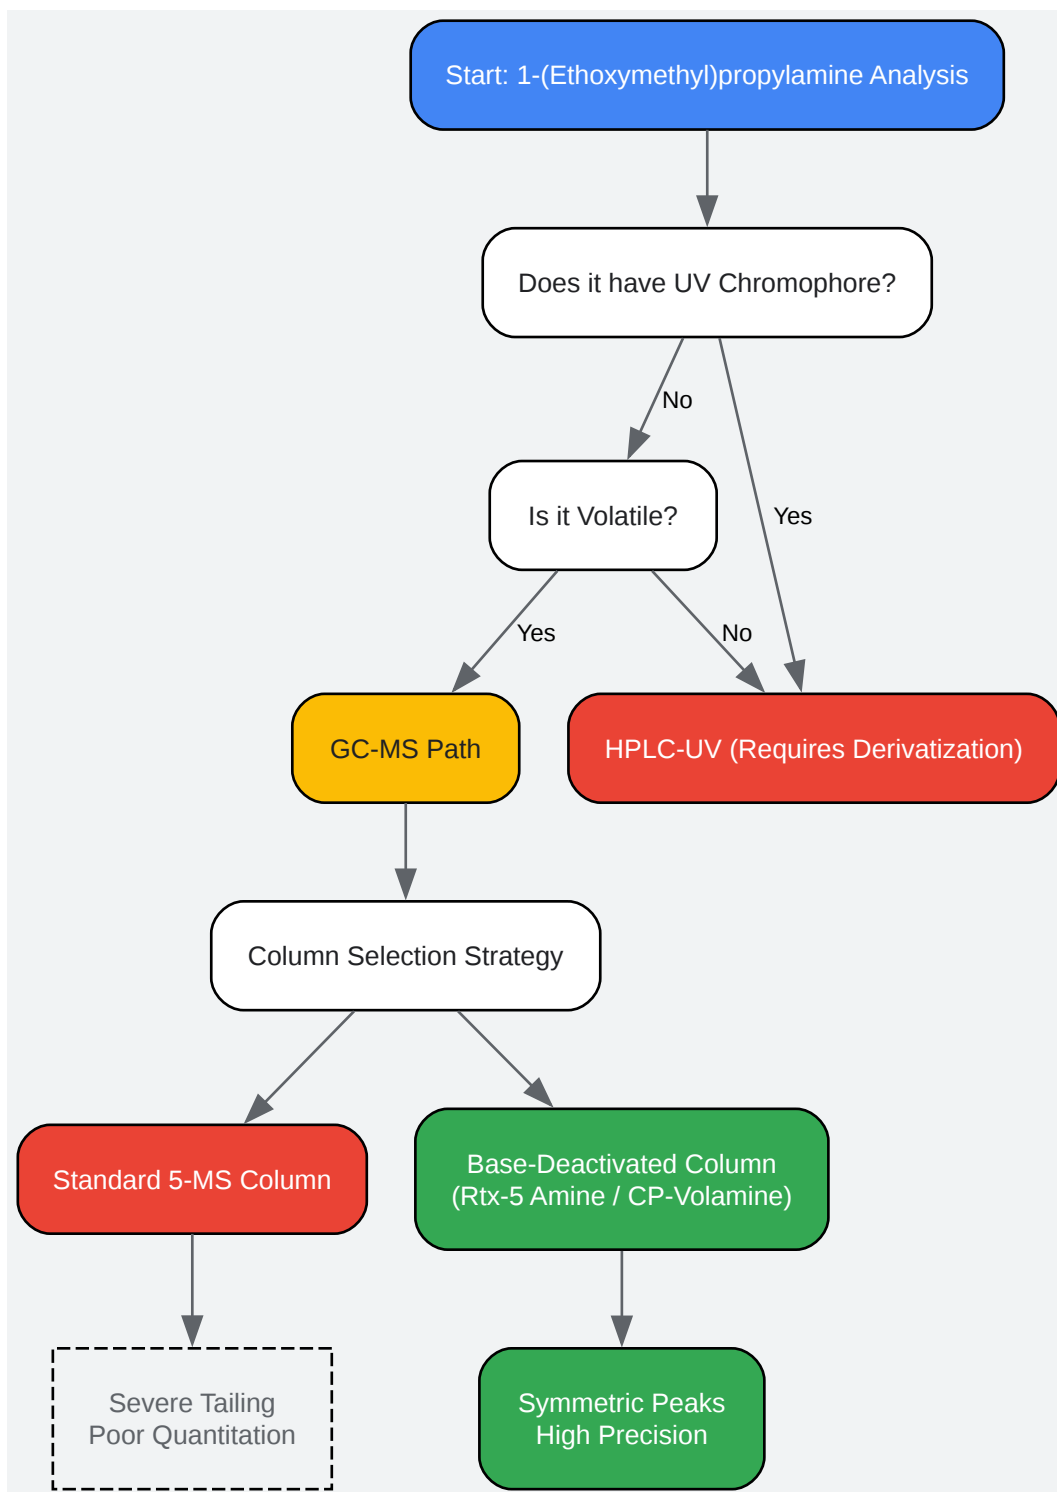 Start: 1-(Ethoxymethyl)propylamine Analysis
Does it have UV Chromophore?
No
Yes
Is it Volatile?
Yes
No
GC-MS Path
HPLC-UV (Requires Derivatization)
Column Selection Strategy
Standard 5-MS Column
Base-Deactivated Column
(Rtx-5 Amine / CP-Volamine)
Severe Tailing
Poor Quantitation
Symmetric Peaks
High Precision